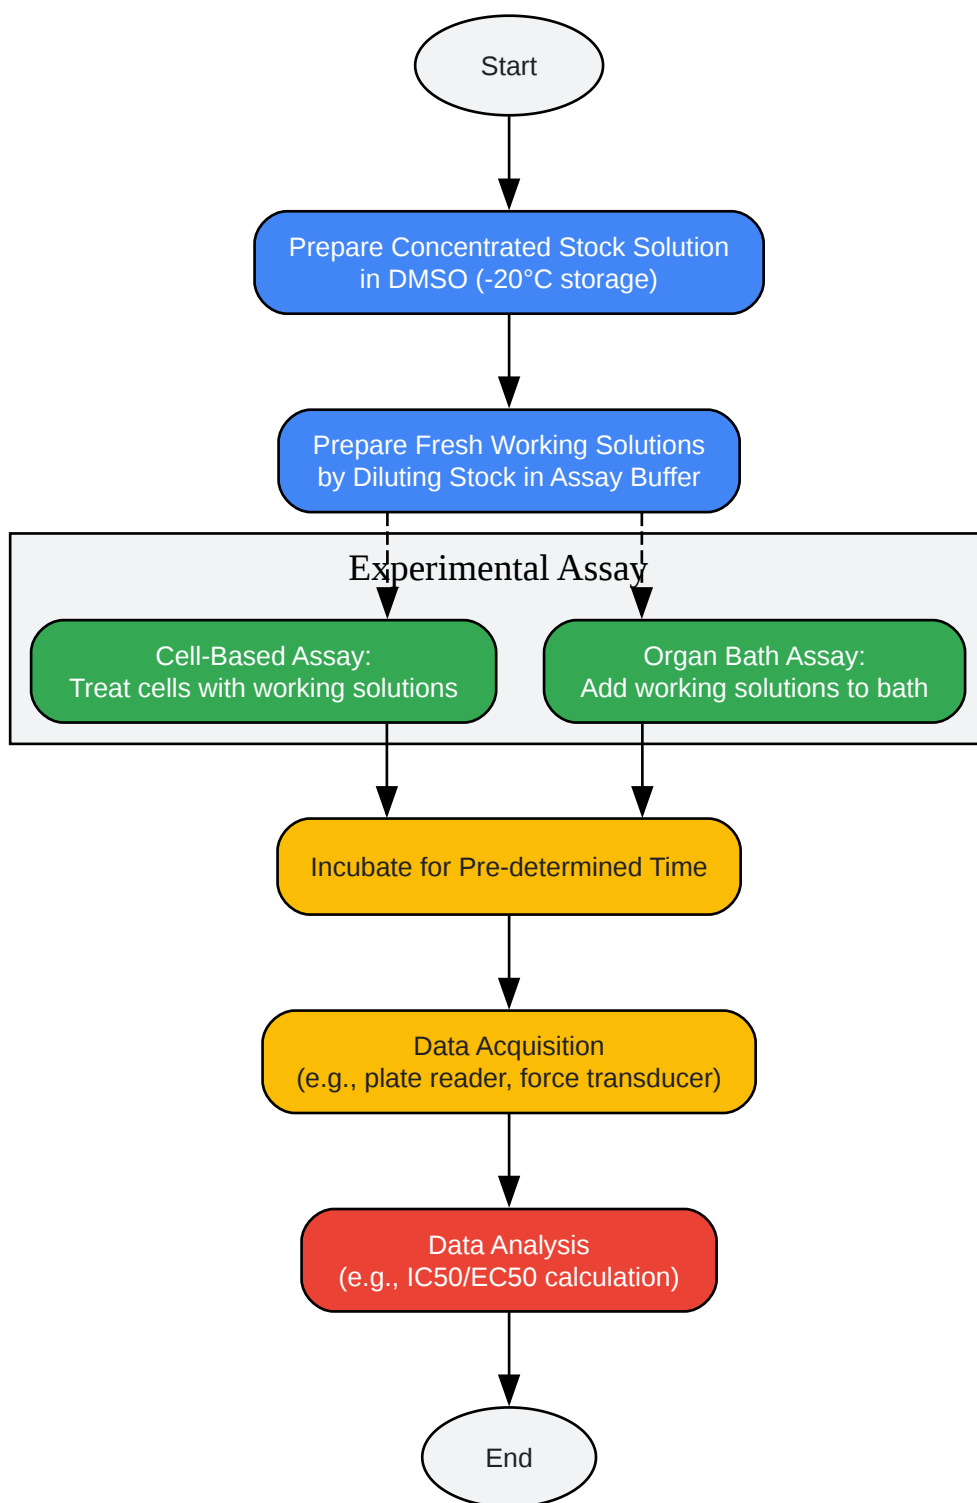 Start
Prepare Concentrated Stock Solution
in DMSO (-20°C storage)
Prepare Fresh Working Solutions
by Diluting Stock in Assay Buffer
Experimental Assay
Cell-Based Assay:
Treat cells with working solutions
Organ Bath Assay:
Add working solutions to bath
Incubate for Pre-determined Time
Data Acquisition
(e.g., plate reader, force transducer)
Data Analysis
(e.g., IC50/EC50 calculation)
End